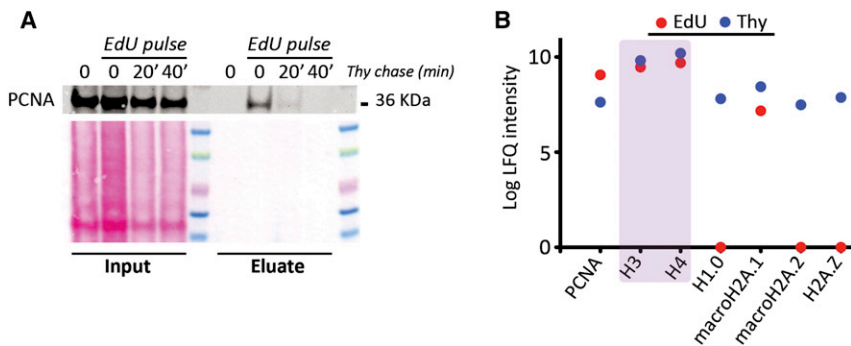 A
EdU pulse
EdU pulse
0 0 20' 40' 0 0 20' 40' Thy chase (min)
PCNA
36 KDa
Input
Eluate
B
EdU Thy
Log LFQ intensity
10
5
0
PCNA
H3
H4
H1.0
macroH2A.1
macroH2A.2
H2A.Z